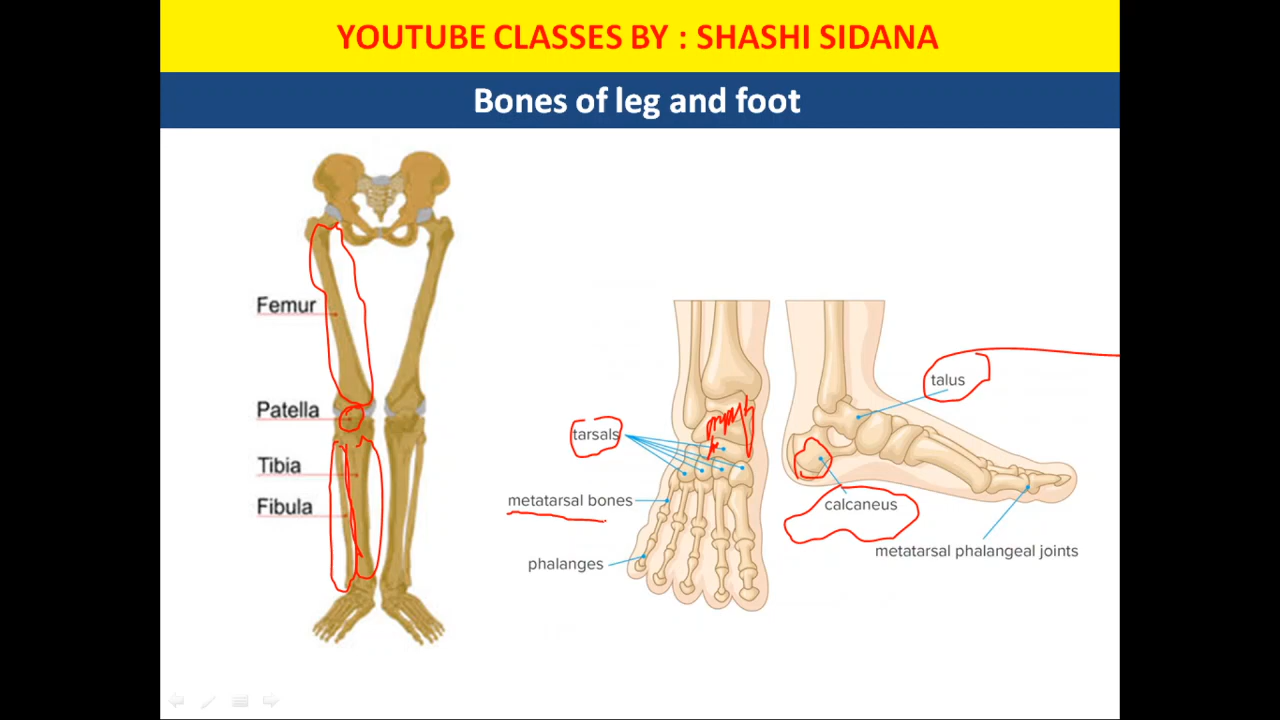 YOUTUBE CLASSES BY : SHASHI SIDANA
Bones of leg and foot
Femur
Patella
Tibia
Fibula
tarsals
metatarsal bones
phalanges
talus
calcaneus
metatarsal phalangeal joints